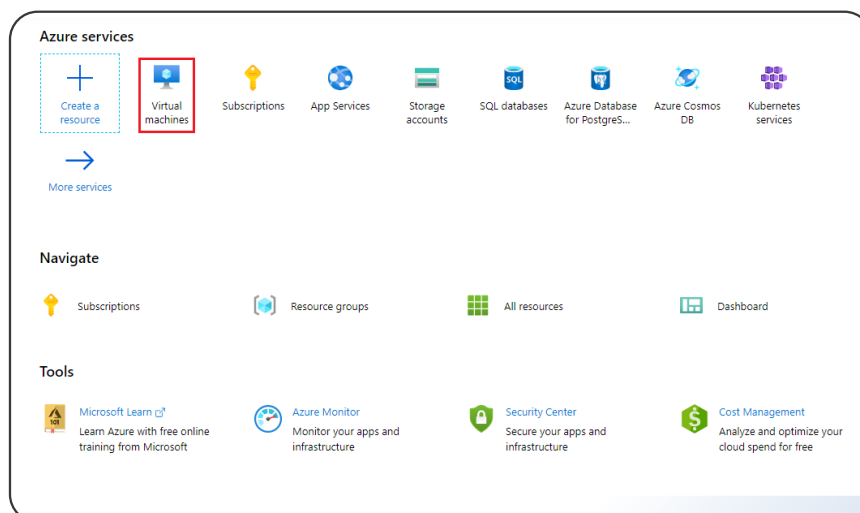 Azure services
Create a resource
Virtual machines
Subscriptions
App Services
Storage accounts
SQL
SQL databases
Azure Database for PostgreS...
Azure Cosmos DB
Kubernetes services
More services
Navigate
Subscriptions
Resource groups
All resources
Dashboard
Tools
101
Microsoft Learn
Learn Azure with free online
training from Microsoft
Azure Monitor
Monitor your apps and
infrastructure
Security Center
Secure your apps and
infrastructure
$
Cost Management
Analyze and optimize your
cloud spend for free